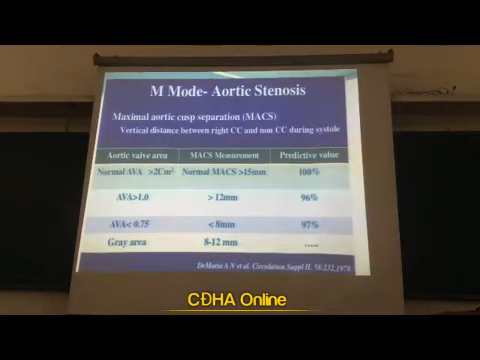 M Mode- Aortic Stenosis
Maximal aortic cusp separation (MACS)
Vertical distance between right CC and non CC during systole
Aortic valve area MACS Measurement Predictive value
Normal AVA >2Cm² Normal MACS >15mm 100%
AVA>1.0 > 12mm 96%
AVA< 0.75 < 8mm 97%
Gray area 8-12 mm .....
DeMaria A N et al. Circulation.Suppl II. 58:232,1978
CĐHA Online